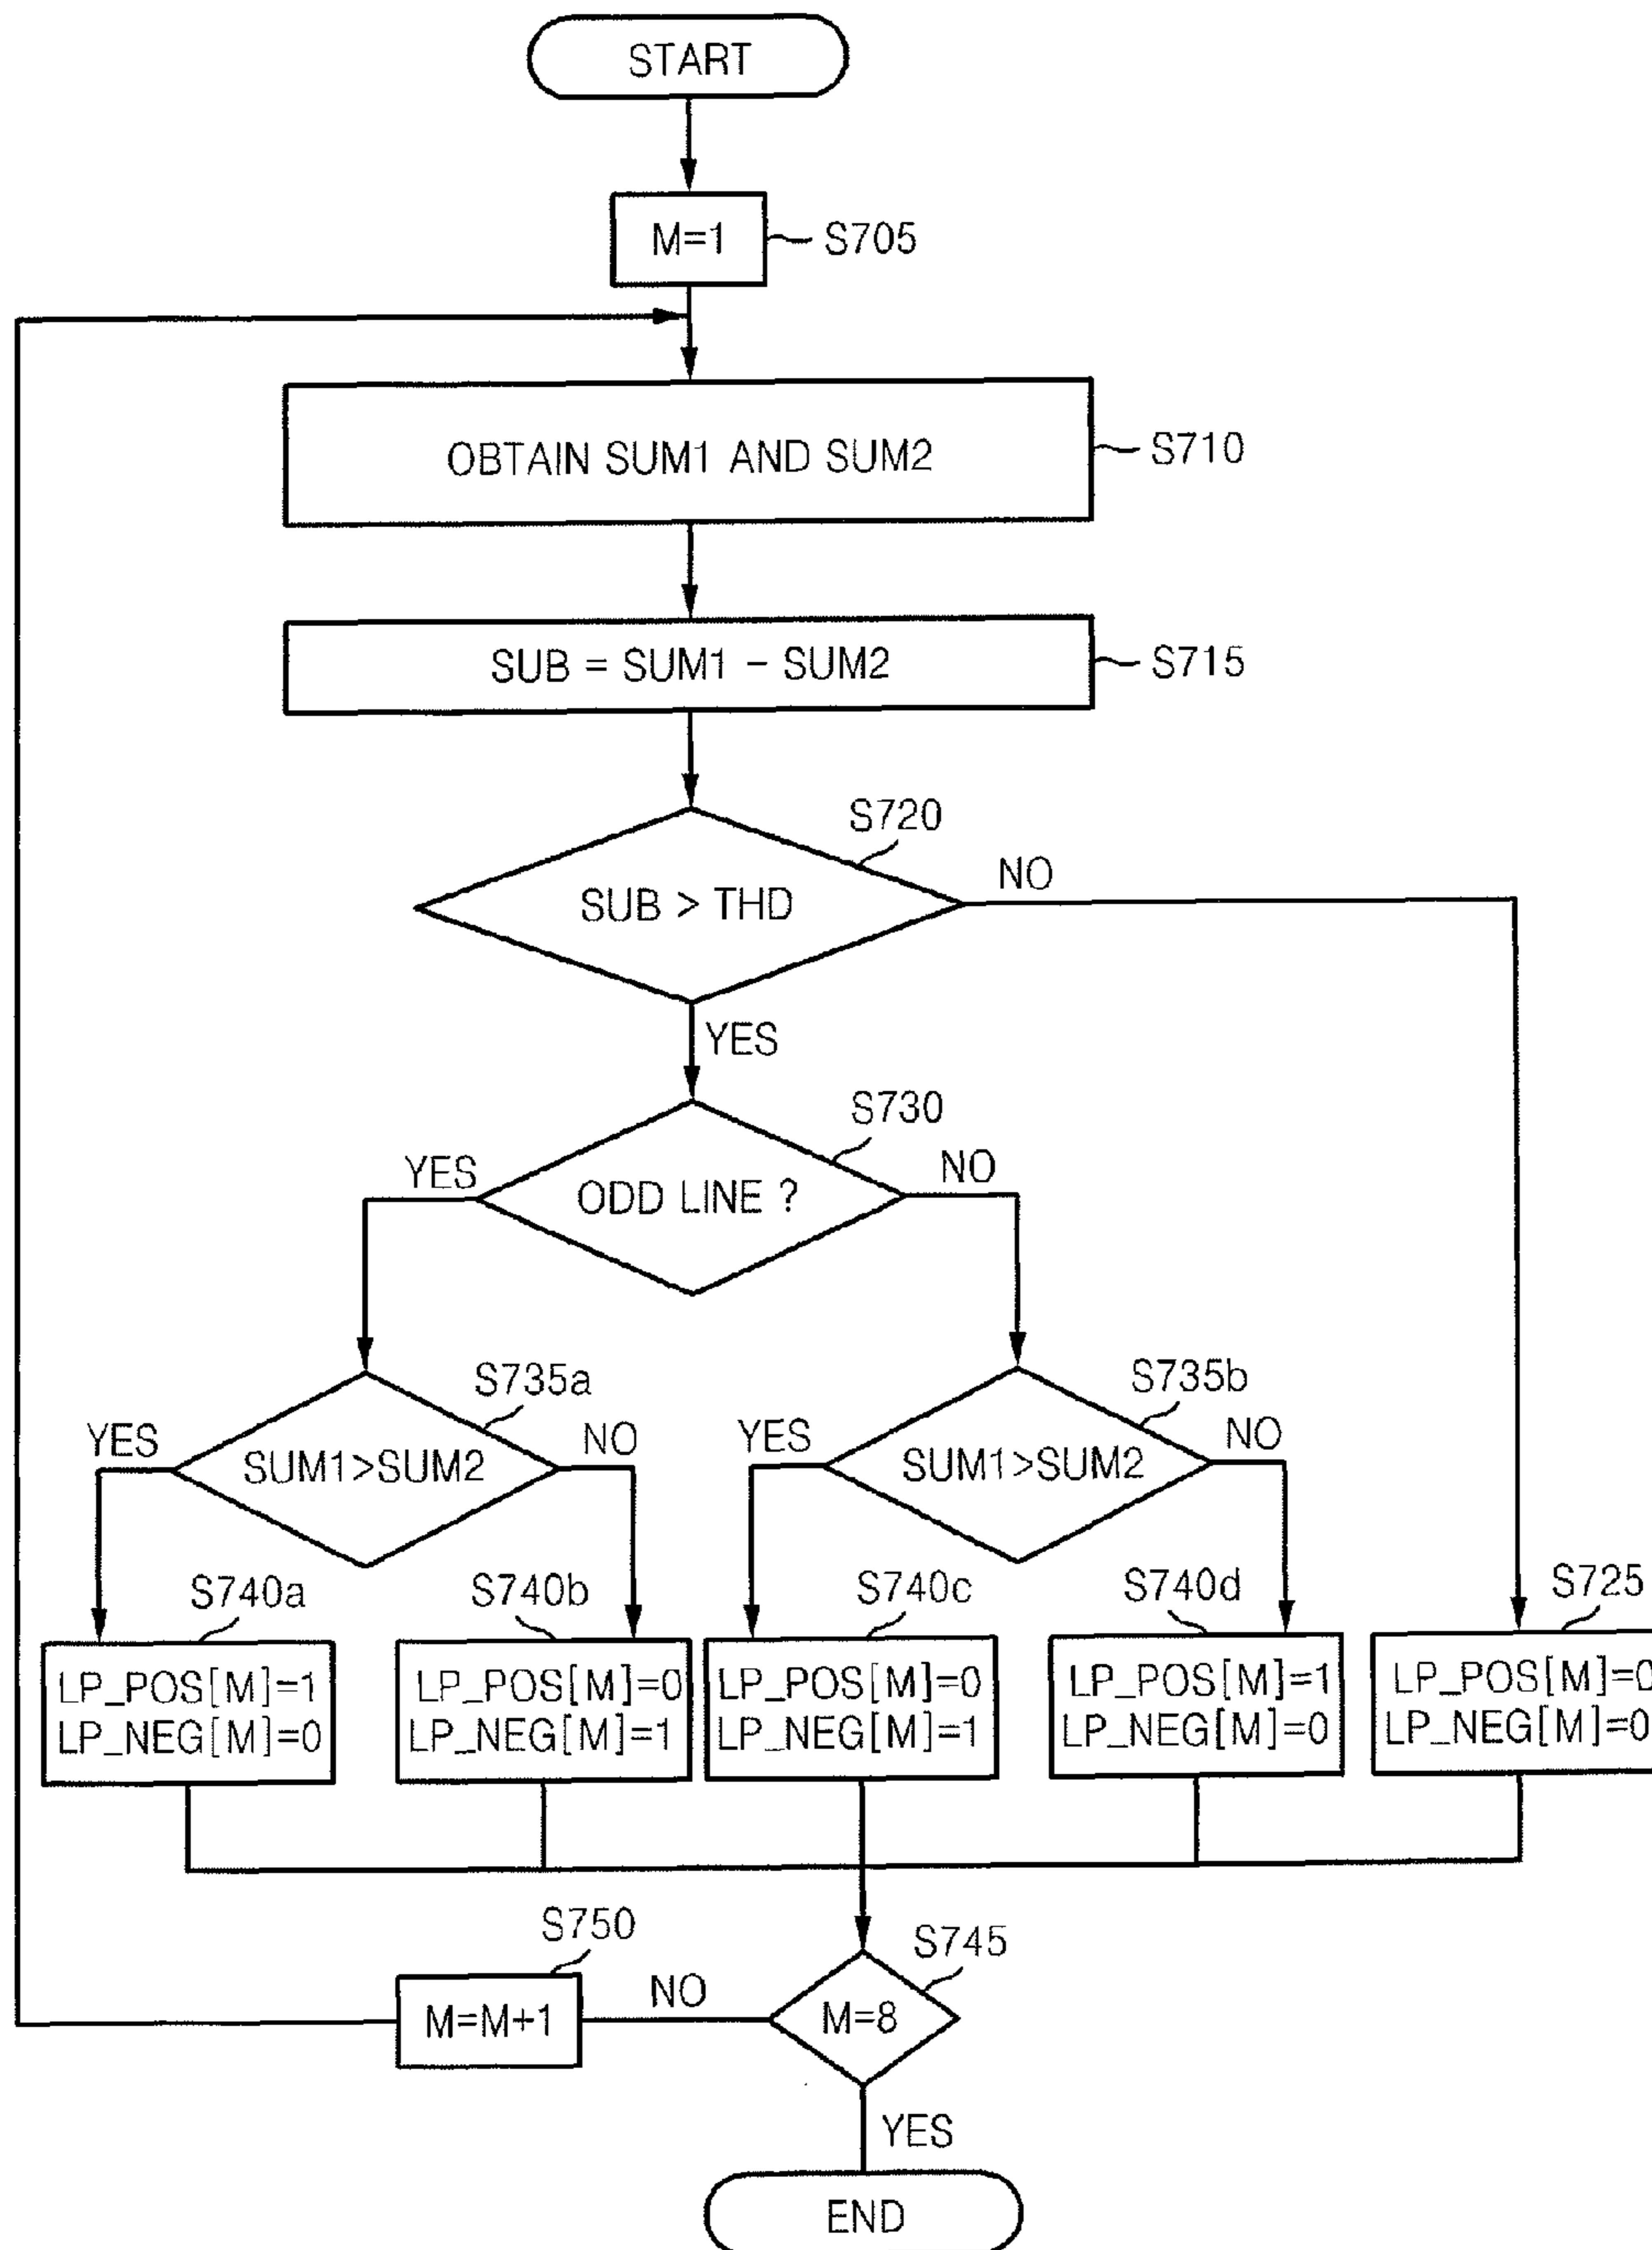 START
M=1
S705
OBTAIN SUM1 AND SUM2
S710
SUB = SUM1 - SUM2
S715
S720
SUB > THD
NO
YES
S730
ODD LINE ?
YES
NO
S735a
SUM1>SUM2
YES
NO
S735b
SUM1>SUM2
YES
NO
S740a
LP_POS[M]=1
LP_NEG[M]=0
S740b
LP_POS[M]=0
LP_NEG[M]=1
S740c
LP_POS[M]=0
LP_NEG[M]=1
S740d
LP_POS[M]=1
LP_NEG[M]=0
S725
LP_POS[M]=0
LP_NEG[M]=0
S750
M=M+1
NO
S745
M=8
YES
END